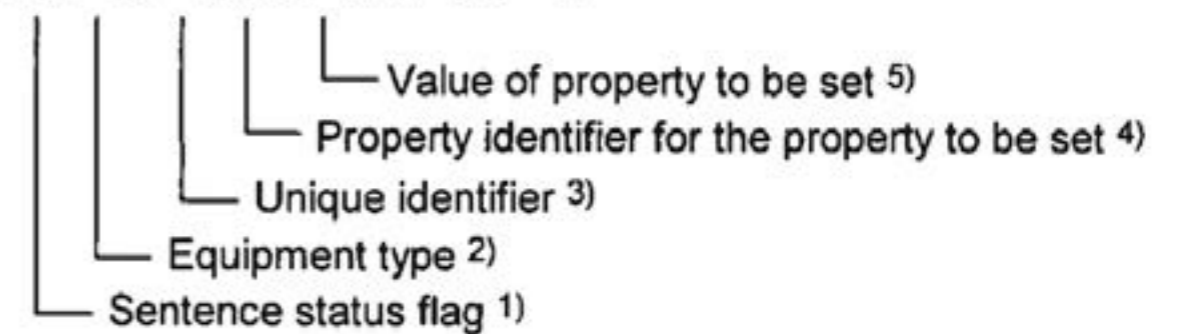 Value of property to be set 5)
Property identifier for the property to be set 4)
Unique identifier 3)
Equipment type 2)
Sentence status flag 1)